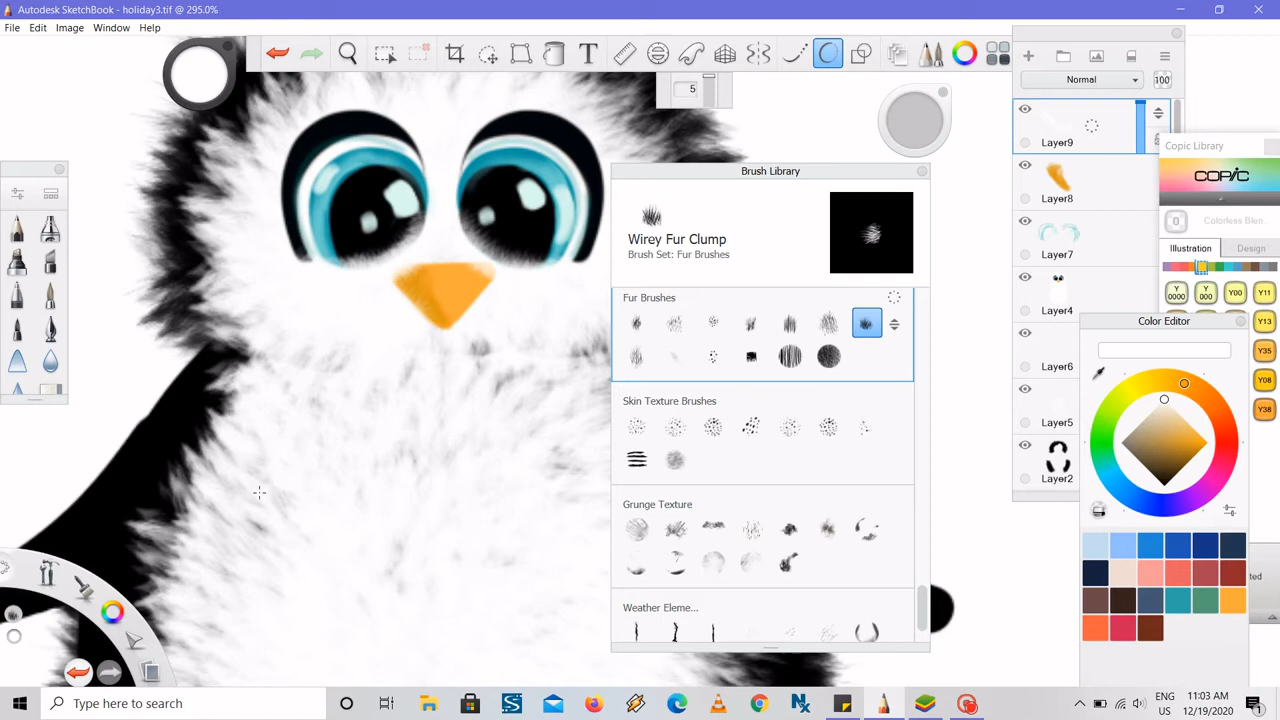 Autodesk SketchBook - holiday3.tif @ 295.0%
File Edit Image Window Help
5
Normal
100
Layer9
Layer8
Layer7
Layer4
Layer6
Layer5
Layer2
Copic Library
COPIC
0
Colorless Blen..
Illustration
Design
Y 0000
Y 000
Y00
Y11
Y13
Y35
Y08
Y38
Color Editor
Brush Library
Wirey Fur Clump
Brush Set: Fur Brushes
Fur Brushes
Skin Texture Brushes
Grunge Texture
Weather Eleme...
ted
Type here to search
ENG
US
11:03 AM
12/19/2020
1